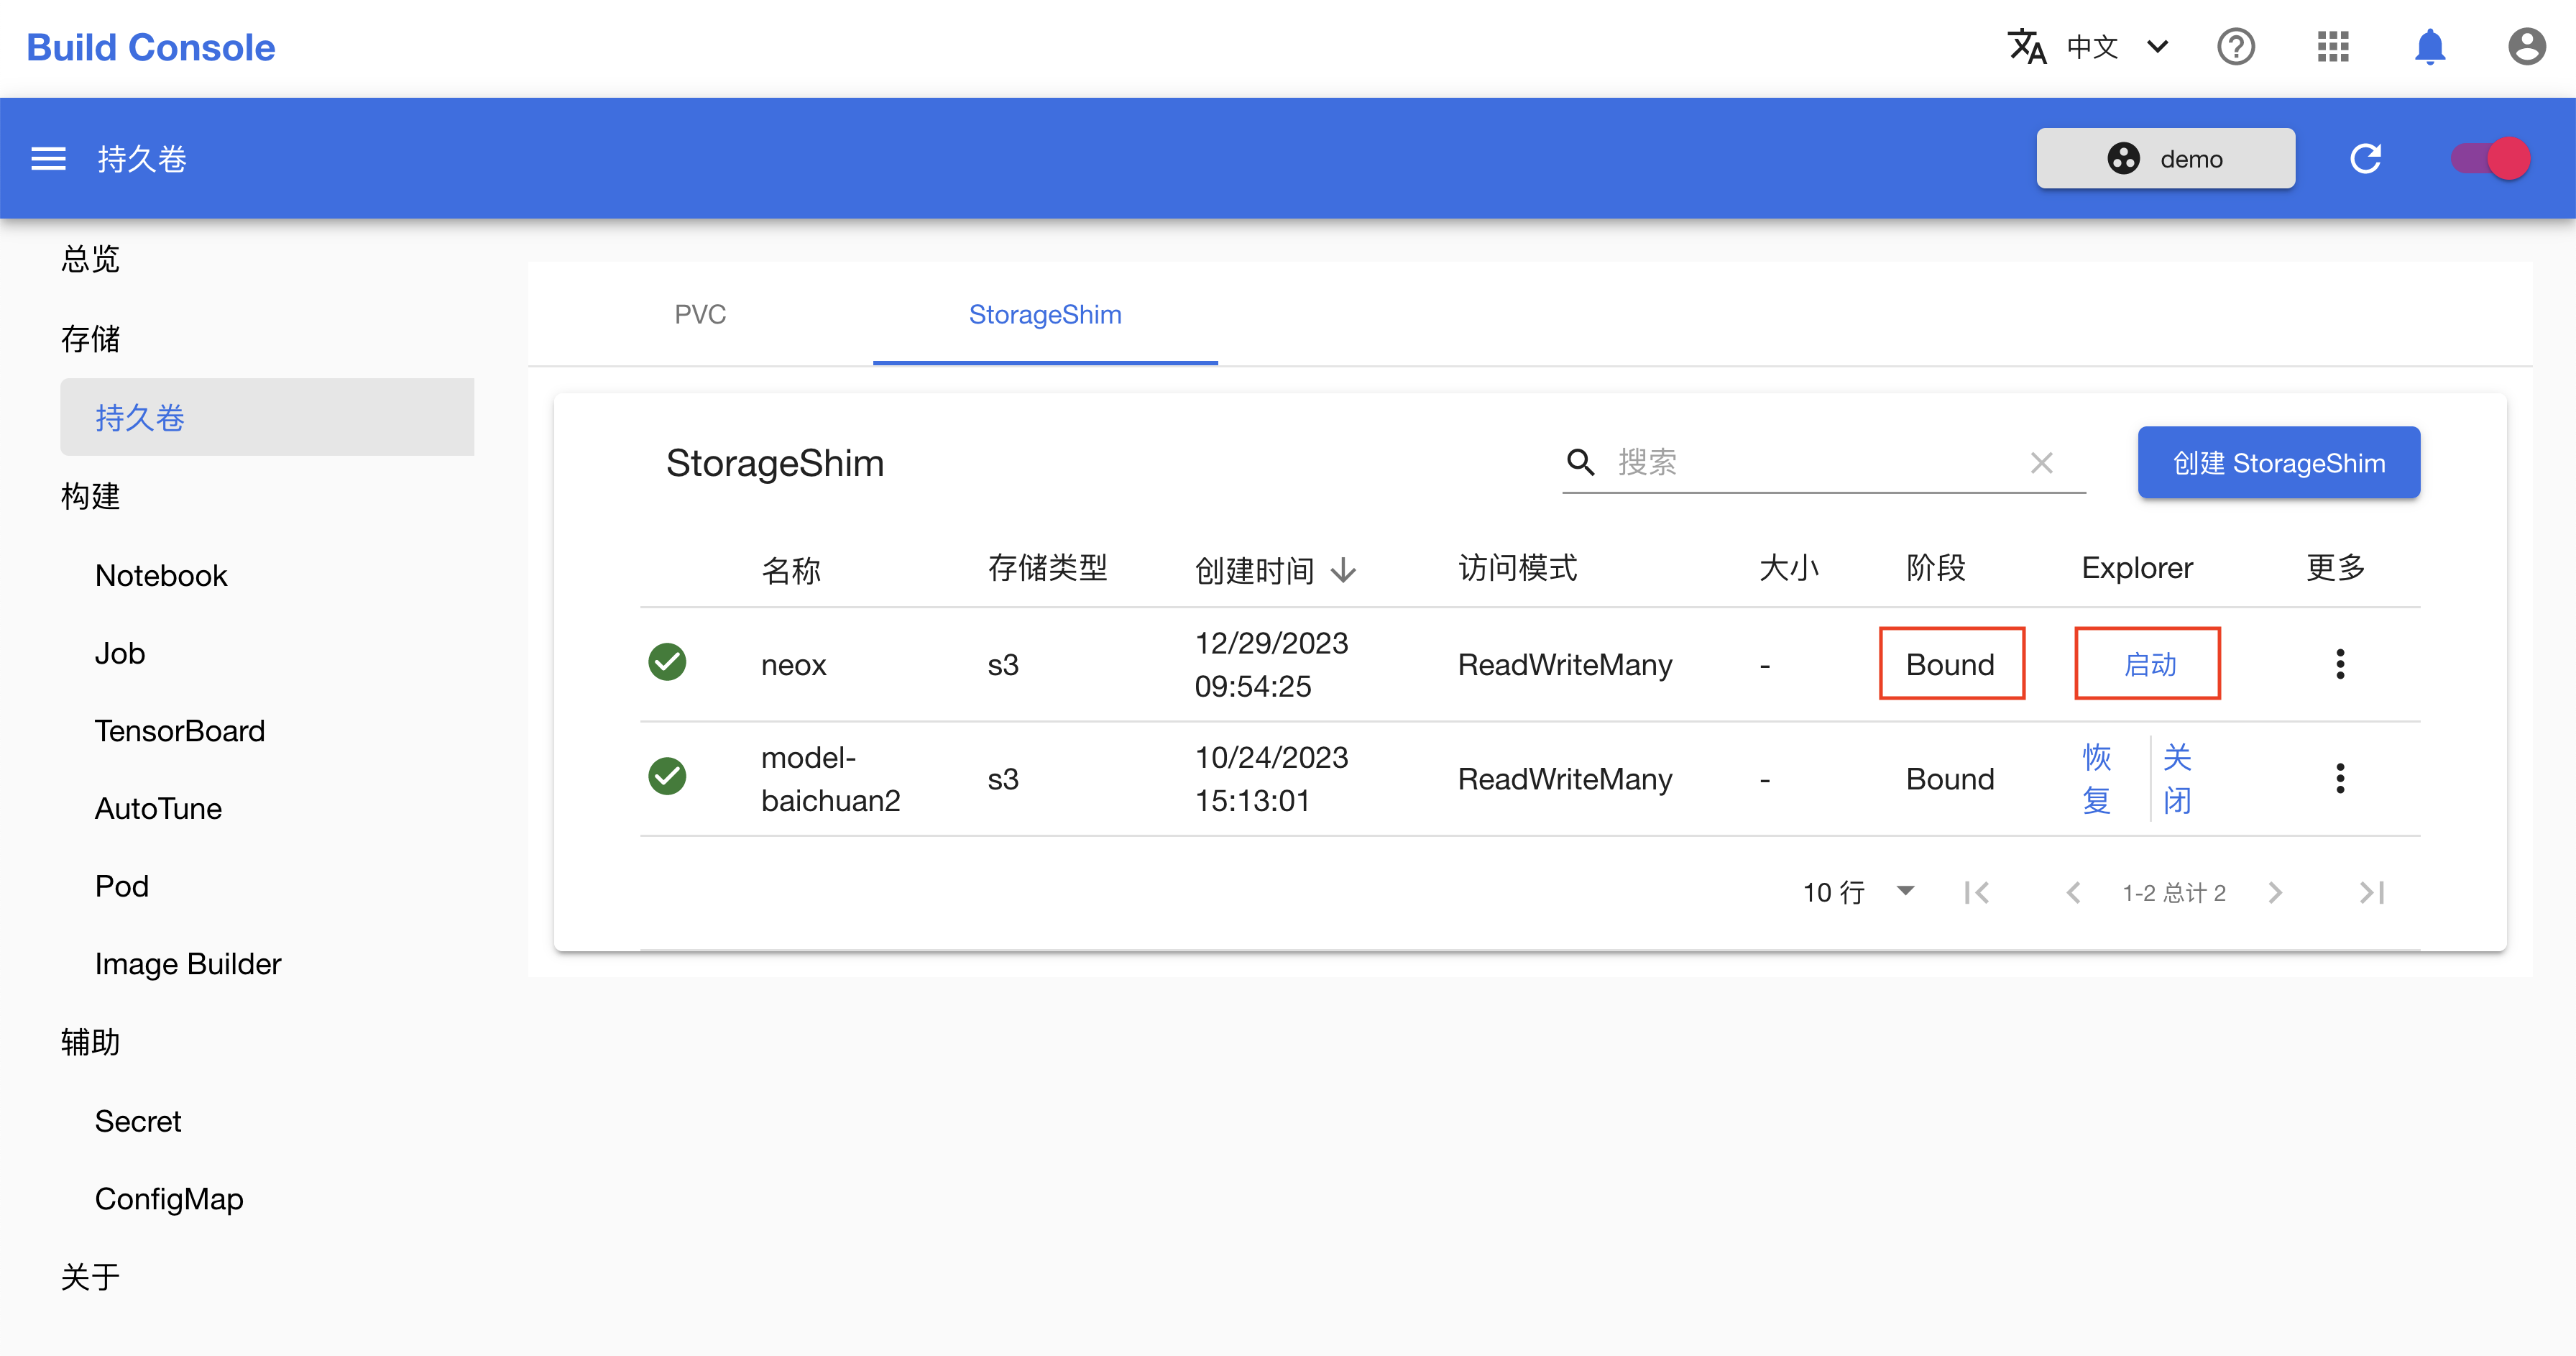 Build Console
中文
持久卷
demo
总览
存储
持久卷
构建
Notebook
Job
TensorBoard
AutoTune
Pod
Image Builder
辅助
Secret
ConfigMap
关于
PVC
StorageShim
StorageShim
搜索
创建 StorageShim
名称
存储类型
创建时间
访问模式
大小
阶段
Explorer
更多
neox
s3
12/29/2023
09:54:25
ReadWriteMany
-
Bound
启动
model-
baichuan2
s3
10/24/2023
15:13:01
ReadWriteMany
-
Bound
恢
复
关
闭
10 行
1-2 总计 2